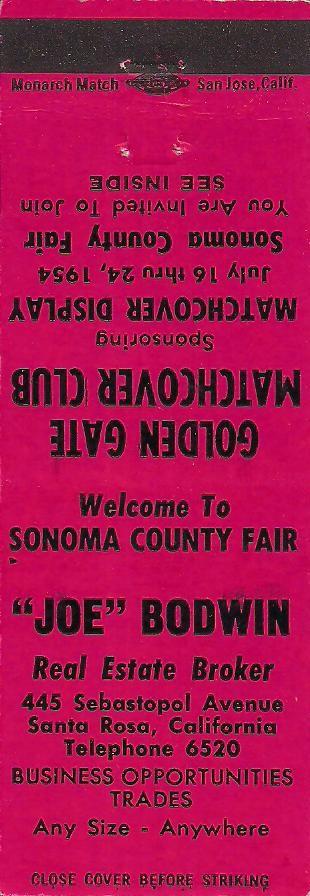 Monarch Match San Jose, Calif.
GOLDEN GATE
MATCHCOVER CLUB
Sponsoring
MATCHCOVER DISPLAY
July 16 thru 24, 1954
Sonoma County Fair
You Are Invited To Join
SEE INSIDE
Welcome To
SONOMA COUNTY FAIR
“JOE” BODWIN
Real Estate Broker
445 Sebastopol Avenue
Santa Rosa, California
Telephone 6520
BUSINESS OPPORTUNITIES
TRADES
Any Size - Anywhere
CLOSE COVER BEFORE STRIKING